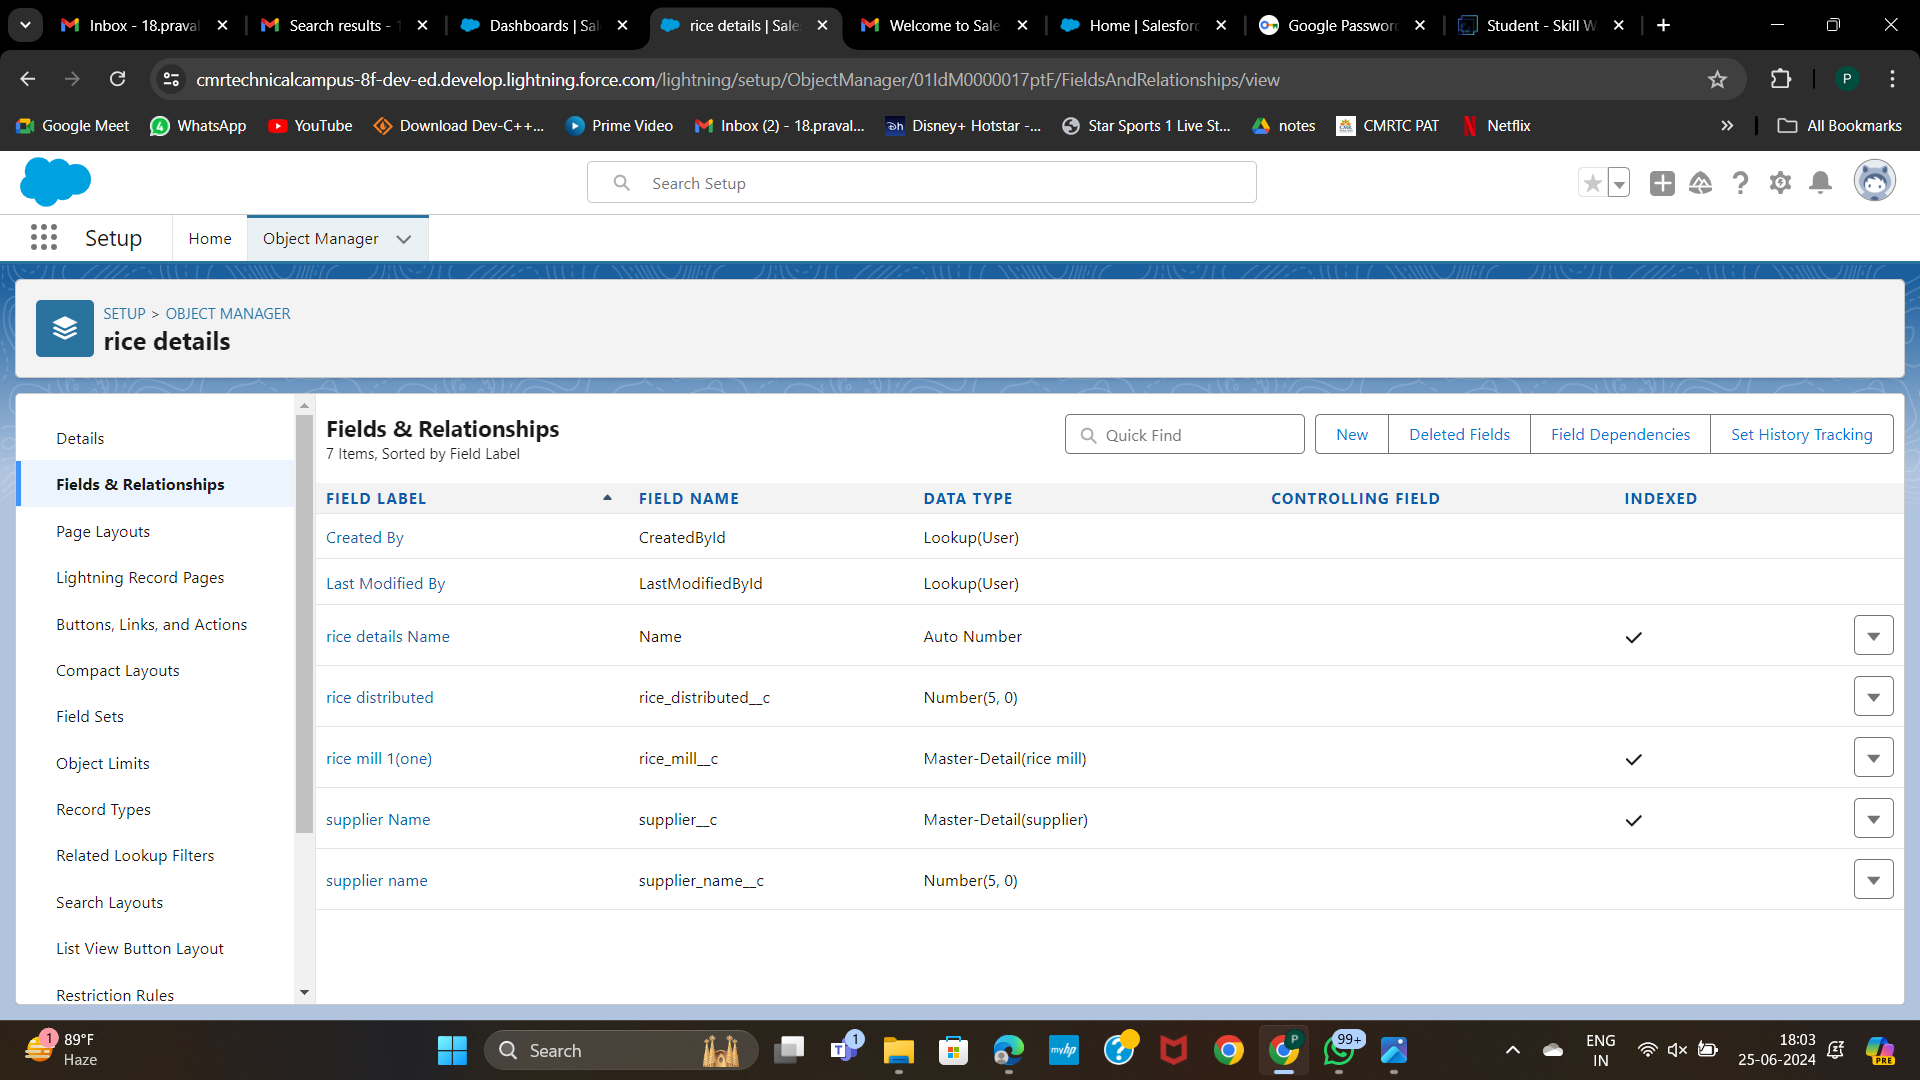 Inbox - 18.praval
Search results - 1
Dashboards | Sal
rice details | Sale
Welcome to Sale
Home | Salesforc
Google Passwor
Student - Skill W
cmrtechnicalcampus-8f-dev-ed.develop.lightning.force.com/lightning/setup/ObjectManager/01IdM0000017ptF/FieldsAndRelationships/view
P
Google Meet
WhatsApp
YouTube
Download Dev-C++...
Prime Video
Inbox (2) - 18.praval...
Disney+ Hotstar -...
Star Sports 1 Live St...
notes
CMRTC PAT
Netflix
All Bookmarks
Search Setup
Setup
Home
Object Manager
SETUP > OBJECT MANAGER
rice details
Details
Fields & Relationships
Page Layouts
Lightning Record Pages
Buttons, Links, and Actions
Compact Layouts
Field Sets
Object Limits
Record Types
Related Lookup Filters
Search Layouts
List View Button Layout
Restriction Rules
Fields & Relationships
7 Items, Sorted by Field Label
Quick Find
New
Deleted Fields
Field Dependencies
Set History Tracking
FIELD LABEL FIELD NAME DATA TYPE CONTROLLING FIELD INDEXED
Created By CreatedById Lookup(User)
Last Modified By LastModifiedById Lookup(User)
rice details Name Name Auto Number
rice distributed rice_distributed__c Number(5, 0)
rice mill 1(one) rice_mill__c Master-Detail(rice mill)
supplier Name supplier__c Master-Detail(supplier)
supplier name supplier_name__c Number(5, 0)
1
89°F
Haze
Search
1
myhp
P
99+
ENG
IN
18:03
25-06-2024
PRE